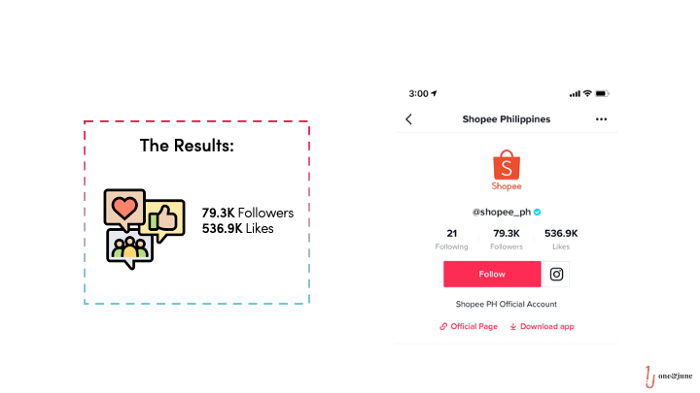 The Results:
79.3K Followers
536.9K Likes
3:00
Shopee Philippines
S
Shopee
@shopee_ph
21 79.3K 536.9K
Following Followers Likes
Follow
Shopee PH Official Account
Official Page Download app
1J one&june